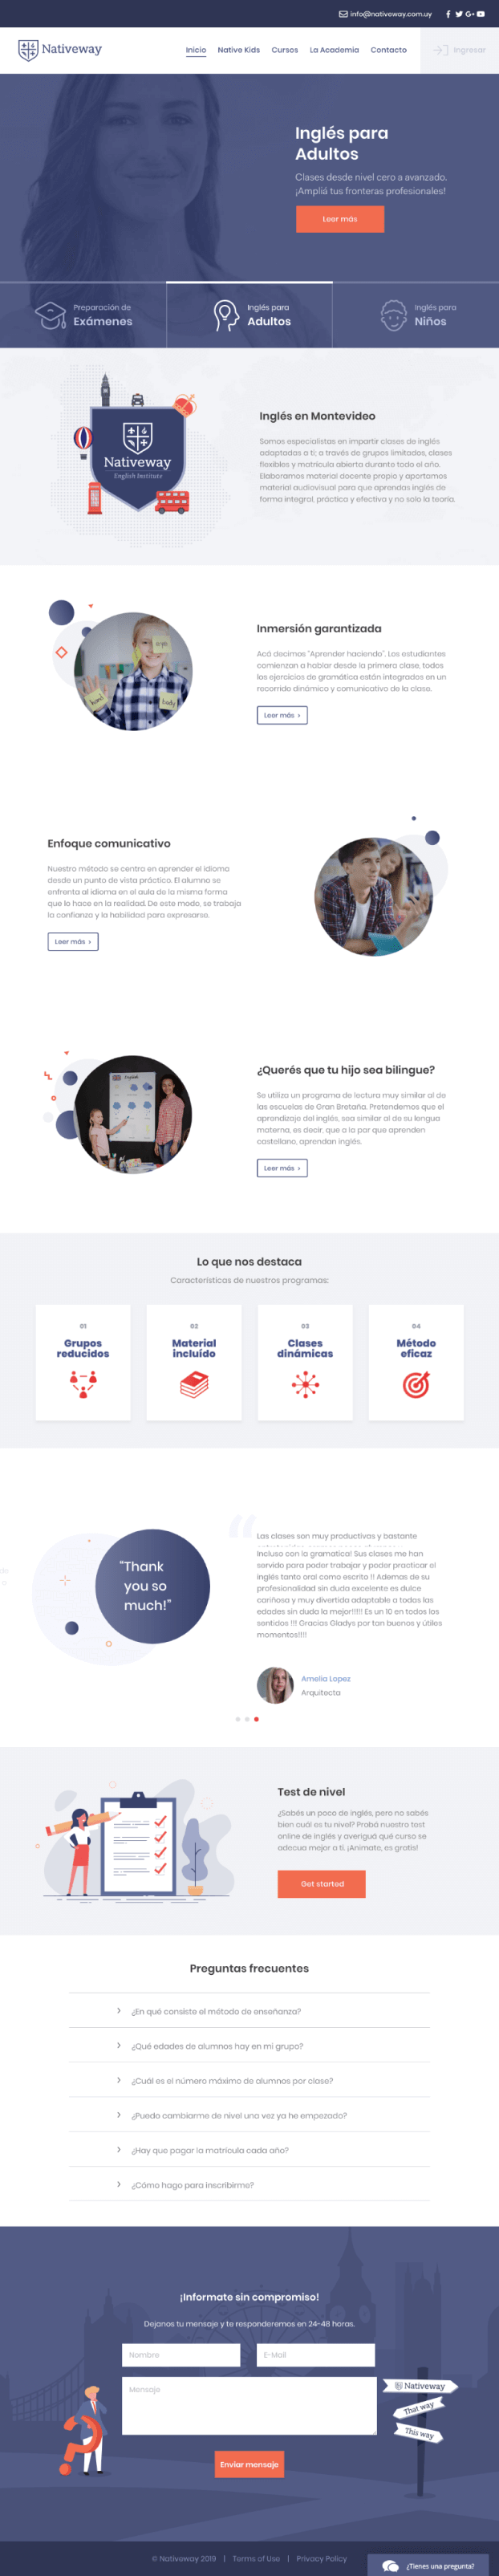 info@nativeway.com.uy
Nativeway
Inicio Native Kids Cursos La Academia Contacto Ingresar
Inglés para
Adultos
Clases desde nivel cero a avanzado.
¡Ampliá tus fronteras profesionales!
Leer más
Preparación de
Exámenes
Inglés para
Adultos
Inglés para
Niños
Nativeway
English Institute
Inglés en Montevideo
Somos especialistas en impartir clases de inglés
adaptadas a ti; a través de grupos limitados, clases
flexibles y matrícula abierta durante todo el año.
Elaboramos material docente propio y aportamos
material audiovisual para que aprendas inglés de
forma integral, práctica y efectiva y no solo la teoría.
Inmersión garantizada
Acá decimos "Aprender haciendo". Los estudiantes
comienzan a hablar desde la primera clase, todos
los ejercicios de gramática están integrados en un
recorrido dinámico y comunicativo de la clase.
Leer más ›
Enfoque comunicativo
Nuestro método se centra en aprender el idioma
desde un punto de vista práctico. El alumno se
enfrenta al idioma en el aula de la misma forma
que lo hace en la realidad. De este modo, se trabaja
la confianza y la habilidad para expresarse.
Leer más ›
¿Querés que tu hijo sea bilingue?
Se utiliza un programa de lectura muy similar al de
las escuelas de Gran Bretaña. Pretendemos que el
aprendizaje del inglés, sea similar al de su lengua
materna, es decir, que a la par que aprenden
castellano, aprendan inglés.
Leer más ›
Lo que nos destaca
Características de nuestros programas:
01
Grupos
reducidos
02
Material
incluído
03
Clases
dinámicas
04
Método
eficaz
"Thank
you so
much!"
Las clases son muy productivas y bastante
Incluso con la gramatica! Sus clases me han
servido para poder trabajar y poder practicar el
inglés tanto oral como escrito !! Ademas de su
profesionalidad sin duda excelente es dulce
cariñosa y muy divertida adaptable a todas las
edades sin duda la mejor!!!!! Es un 10 en todos los
sentidos !!! Gracias Gladys por tan buenos y útiles
momentos!!!!
Amelia Lopez
Arquitecta
Test de nivel
¿Sabés un poco de inglés, pero no sabés
bien cuál es tu nivel? Probá nuestro test
online de inglés y averiguá qué curso se
adecua mejor a ti. ¡Animate, es gratis!
Get started
Preguntas frecuentes
¿En qué consiste el método de enseñanza?
¿Qué edades de alumnos hay en mi grupo?
¿Cuál es el número máximo de alumnos por clase?
¿Puedo cambiarme de nivel una vez ya he empezado?
¿Hay que pagar la matrícula cada año?
¿Cómo hago para inscribirme?
¡Informate sin compromiso!
Dejanos tu mensaje y te responderemos en 24-48 horas.
Nombre
E-Mail
Mensaje
Nativeway
That way
This way
Enviar mensaje
© Nativeway 2019 | Terms of Use | Privacy Policy
¿Tienes una pregunta?